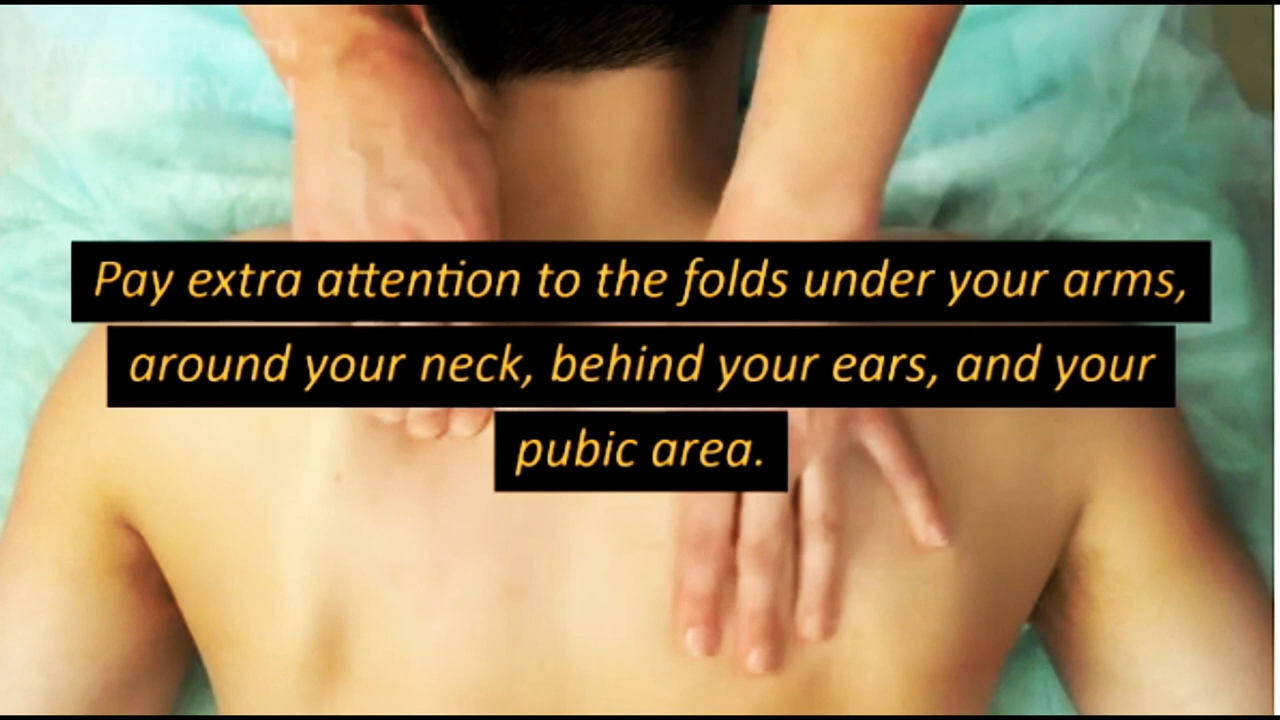 Pay extra attention to the folds under your arms,
around your neck, behind your ears, and your
pubic area.